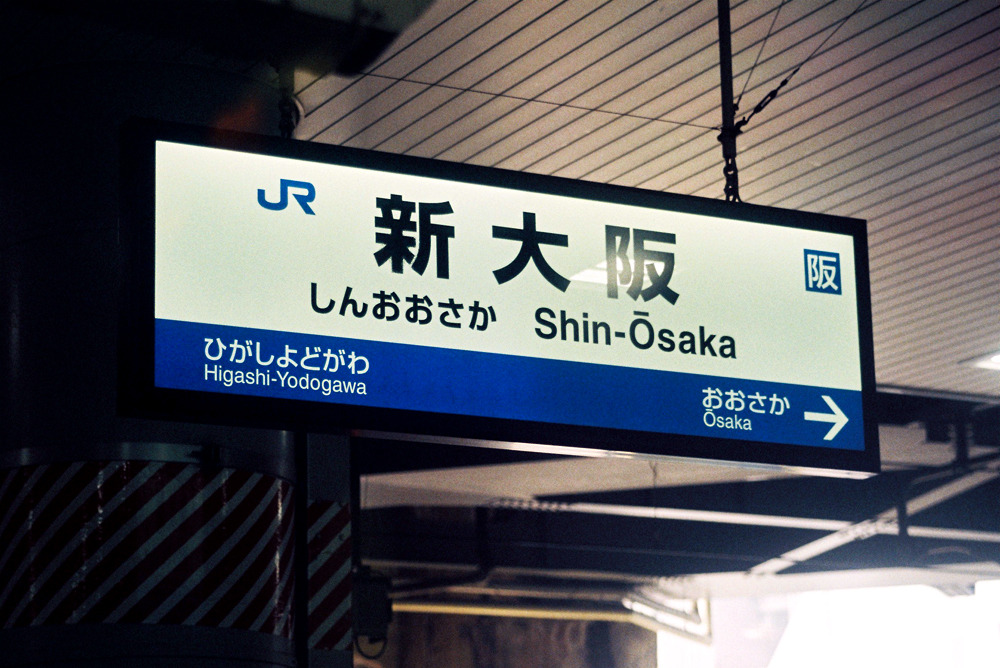 JR
新大阪
阪
しんおおさか Shin-Ōsaka
ひがしよどがわ
Higashi-Yodogawa
おおさか →
Ōsaka